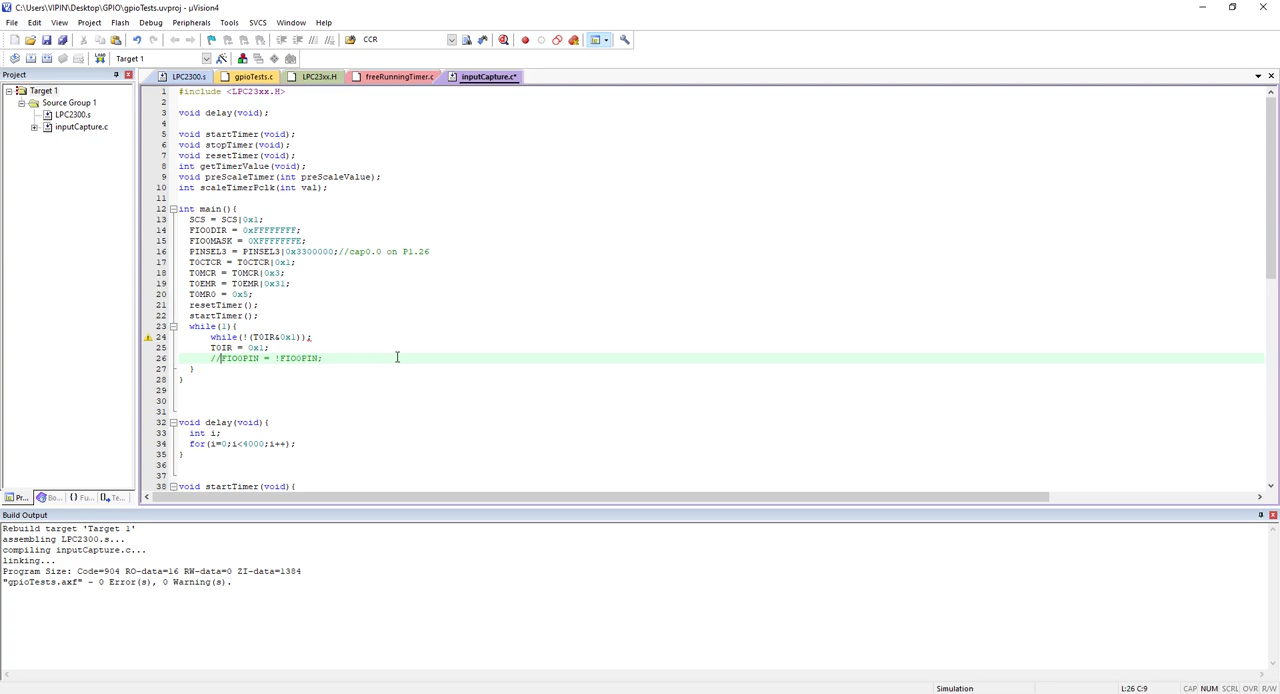 C:\Users\VIPIN\Desktop\GPIO\gpioTests.uvproj - µVision4
File Edit View Project Flash Debug Peripherals Tools SVCS Window Help
CCR
Target 1
Project
LPC2300.s gpioTests.c LPC23xx.H freeRunningTimer.c inputCapture.c*
Target 1
Source Group 1
LPC2300.s
inputCapture.c
1 #include <LPC23xx.H>
2
3 void delay(void);
4
5 void startTimer(void);
6 void stopTimer(void);
7 void resetTimer(void);
8 int getTimerValue(void);
9 void preScaleTimer(int preScaleValue);
10 int scaleTimerPclk(int val);
11
12 int main(){
13 SCS = SCS|0x1;
14 FIO0DIR = 0xFFFFFFFF;
15 FIO0MASK = 0XFFFFFFFE;
16 PINSEL3 = PINSEL3|0x3300000;//cap0.0 on P1.26
17 T0CTCR = T0CTCR|0x1;
18 T0MCR = T0MCR|0x3;
19 T0EMR = T0EMR|0x31;
20 T0MR0 = 0x5;
21 resetTimer();
22 startTimer();
23 while(1){
24 while(!(T0IR&0x1));
25 T0IR = 0x1;
26 //FIO0PIN = !FIO0PIN;
27 }
28 }
29
30
31
32 void delay(void){
33 int i;
34 for(i=0;i<4000;i++);
35 }
36
37
38 void startTimer(void){
Pr... Bo... {} Fu... Te...
Build Output
Rebuild target 'Target 1'
assembling LPC2300.s...
compiling inputCapture.c...
linking...
Program Size: Code=904 RO-data=16 RW-data=0 ZI-data=1384
"gpioTests.axf" - 0 Error(s), 0 Warning(s).
Simulation L:26 C:9 CAP NUM SCRL OVR R/W